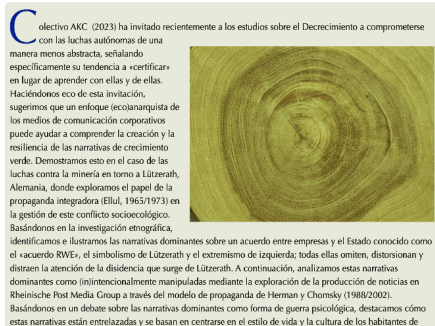 Colectivo AKC (2023) ha invitado recientemente a los estudios sobre el Decrecimiento a comprometerse
con las luchas autónomas de una
manera menos abstracta, señalando
específicamente su tendencia a «certificar»
en lugar de aprender con ellas y de ellas.
Haciéndonos eco de esta invitación,
sugerimos que un enfoque (eco)anarquista de
los medios de comunicación corporativos
puede ayudar a comprender la creación y la
resiliencia de las narrativas de crecimiento
verde. Demostramos esto en el caso de las
luchas contra la minería en torno a Lützerath,
Alemania, donde exploramos el papel de la
propaganda integradora (Ellul, 1965/1973) en
la gestión de este conflicto socioecológico.
Basándonos en la investigación etnográfica,
identificamos e ilustramos las narrativas dominantes sobre un acuerdo entre empresas y el Estado conocido como
el «acuerdo RWE», el simbolismo de Lützerath y el extremismo de izquierda; todas ellas omiten, distorsionan y
distraen la atención de la disidencia que surge de Lützerath. A continuación, analizamos estas narrativas
dominantes como (in)intencionalmente manipuladas mediante la exploración de la producción de noticias en
Rheinische Post Media Group a través del modelo de propaganda de Herman y Chomsky (1988/2002).
Basándonos en un debate sobre las narrativas dominantes como forma de guerra psicológica, destacamos cómo
estas narrativas están entrelazadas y se basan en centrarse en el estilo de vida y la cultura de los habitantes de